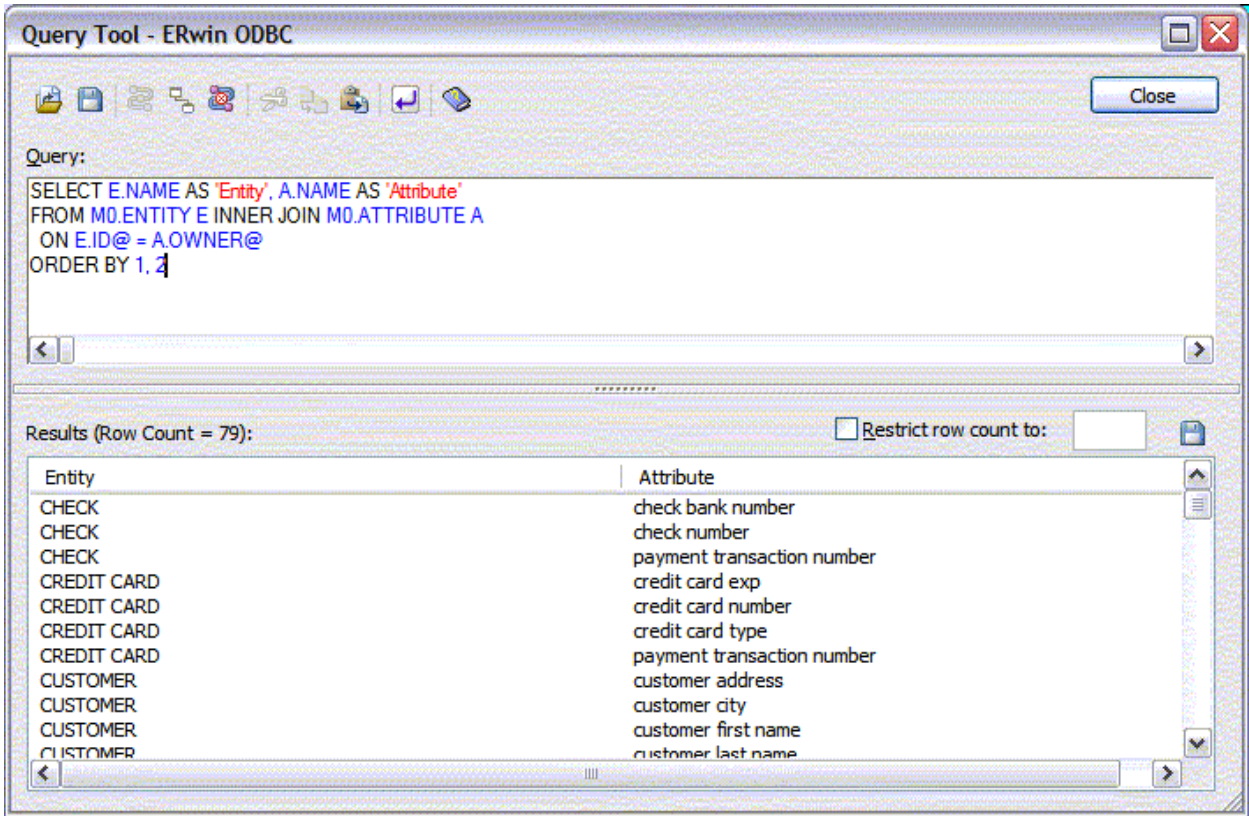 Query Tool - ERwin ODBC
Close
Query:
SELECT E.NAME AS 'Entity', A.NAME AS 'Attribute'
FROM M0.ENTITY E INNER JOIN M0.ATTRIBUTE A
ON E.ID@ = A.OWNER@
ORDER BY 1, 2
Results (Row Count = 79): Restrict row count to:
Entity Attribute
CHECK check bank number
CHECK check number
CHECK payment transaction number
CREDIT CARD credit card exp
CREDIT CARD credit card number
CREDIT CARD credit card type
CREDIT CARD payment transaction number
CUSTOMER customer address
CUSTOMER customer city
CUSTOMER customer first name
CUSTOMER customer last name